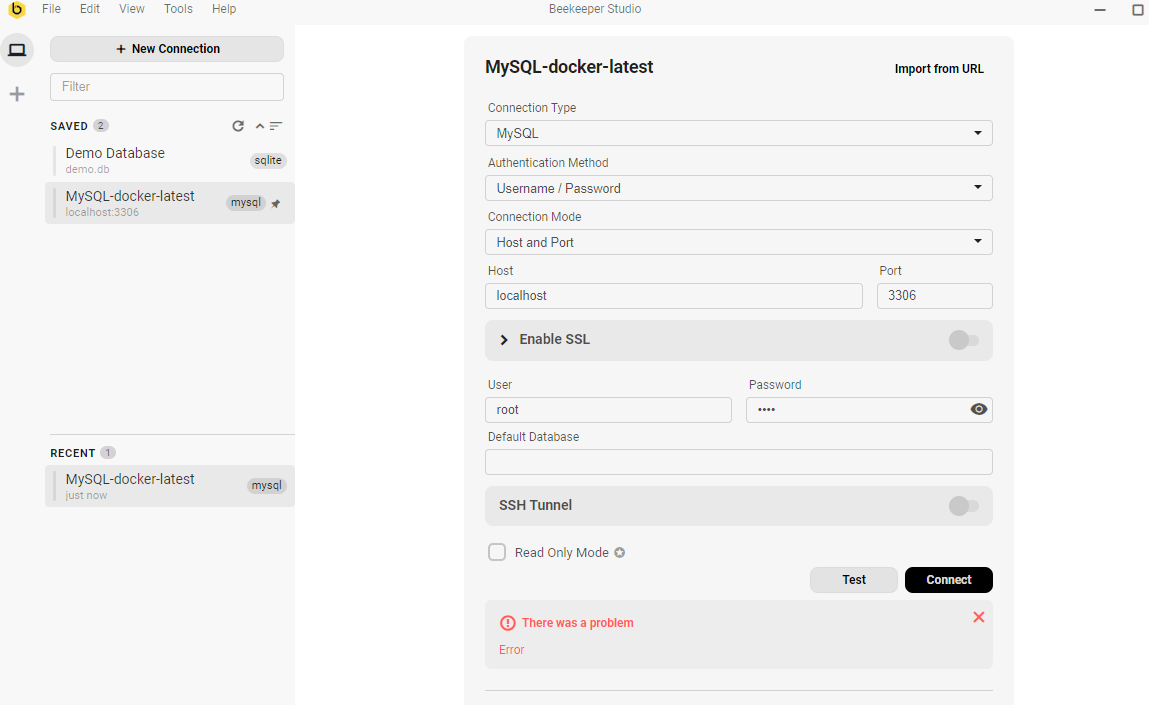 File Edit View Tools Help
Beekeeper Studio
+ New Connection
Filter
SAVED 2
Demo Database
demo.db
sqlite
MySQL-docker-latest
localhost:3306
mysql
RECENT 1
MySQL-docker-latest
just now
mysql
MySQL-docker-latest
Import from URL
Connection Type
MySQL
Authentication Method
Username / Password
Connection Mode
Host and Port
Host Port
localhost 3306
Enable SSL
User Password
root ••••
Default Database
SSH Tunnel
Read Only Mode
Test Connect
There was a problem
Error